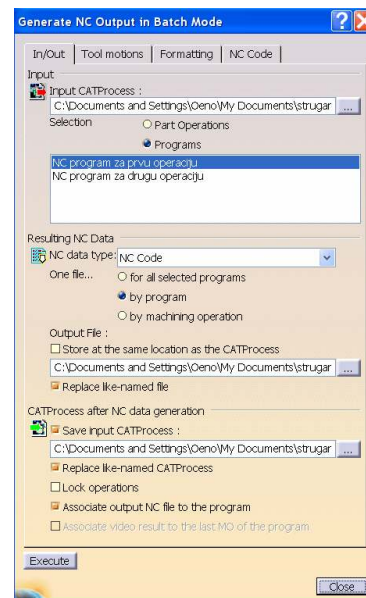 Generate NC Output in Batch Mode
In/Out Tool motions Formatting NC Code
Input
Input CATProcess :
C:\Documents and Settings\Oeno\My Documents\strugar ...
Selection Part Operations
Programs
NC program za prvu operaciju
NC program za drugu operaciju
Resulting NC Data
NC data type: NC Code
One file... for all selected programs
by program
by machining operation
Output File :
Store at the same location as the CATProcess
C:\Documents and Settings\Oeno\My Documents\strugar ...
Replace like-named file
CATProcess after NC data generation
Save input CATProcess :
C:\Documents and Settings\Oeno\My Documents\strugar ...
Replace like-named CATProcess
Lock operations
Associate output NC file to the program
Associate video result to the last MO of the program
Execute
Close